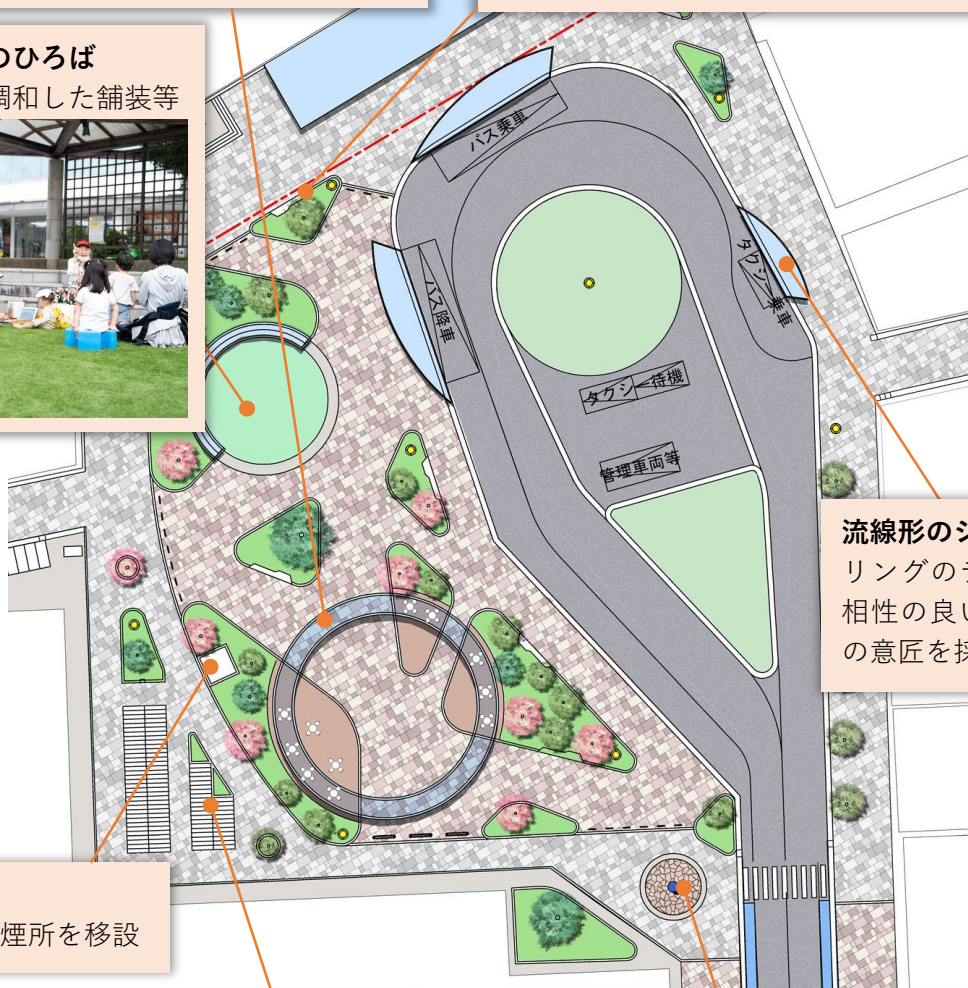 のひろば
調和した舗装等
バス乗車
バス降車
タクシー乗車
タクシー待機
管理車両等
流線形のシ
リングのデ
相性の良い
の意匠を採
煙所を移設